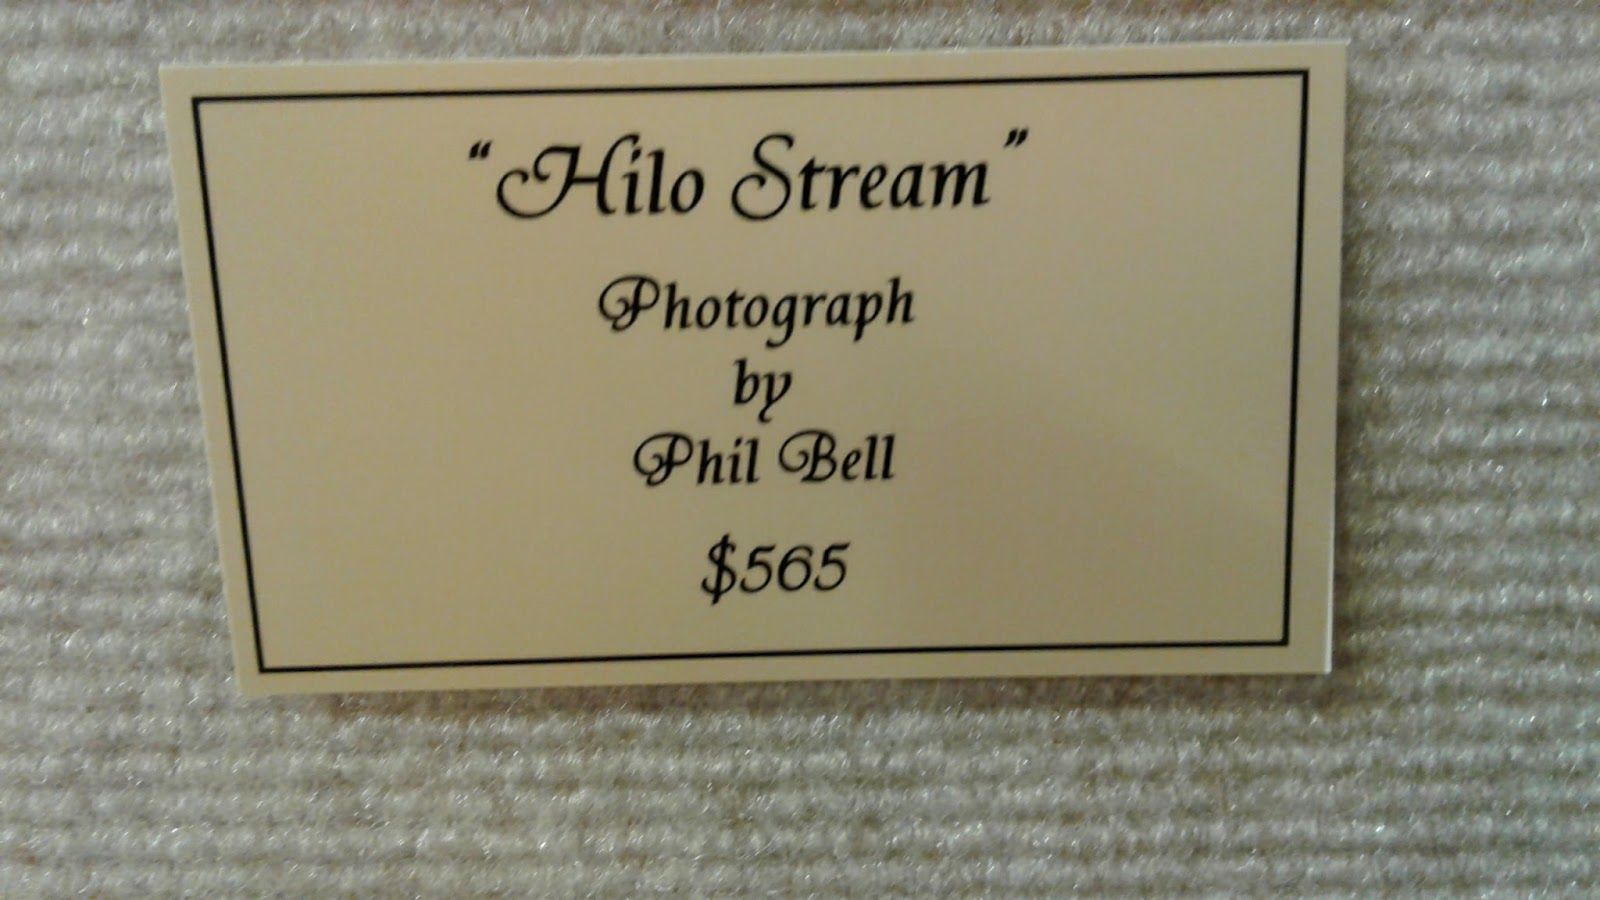 “Hilo Stream”
Photograph
by
Phil Bell
$565